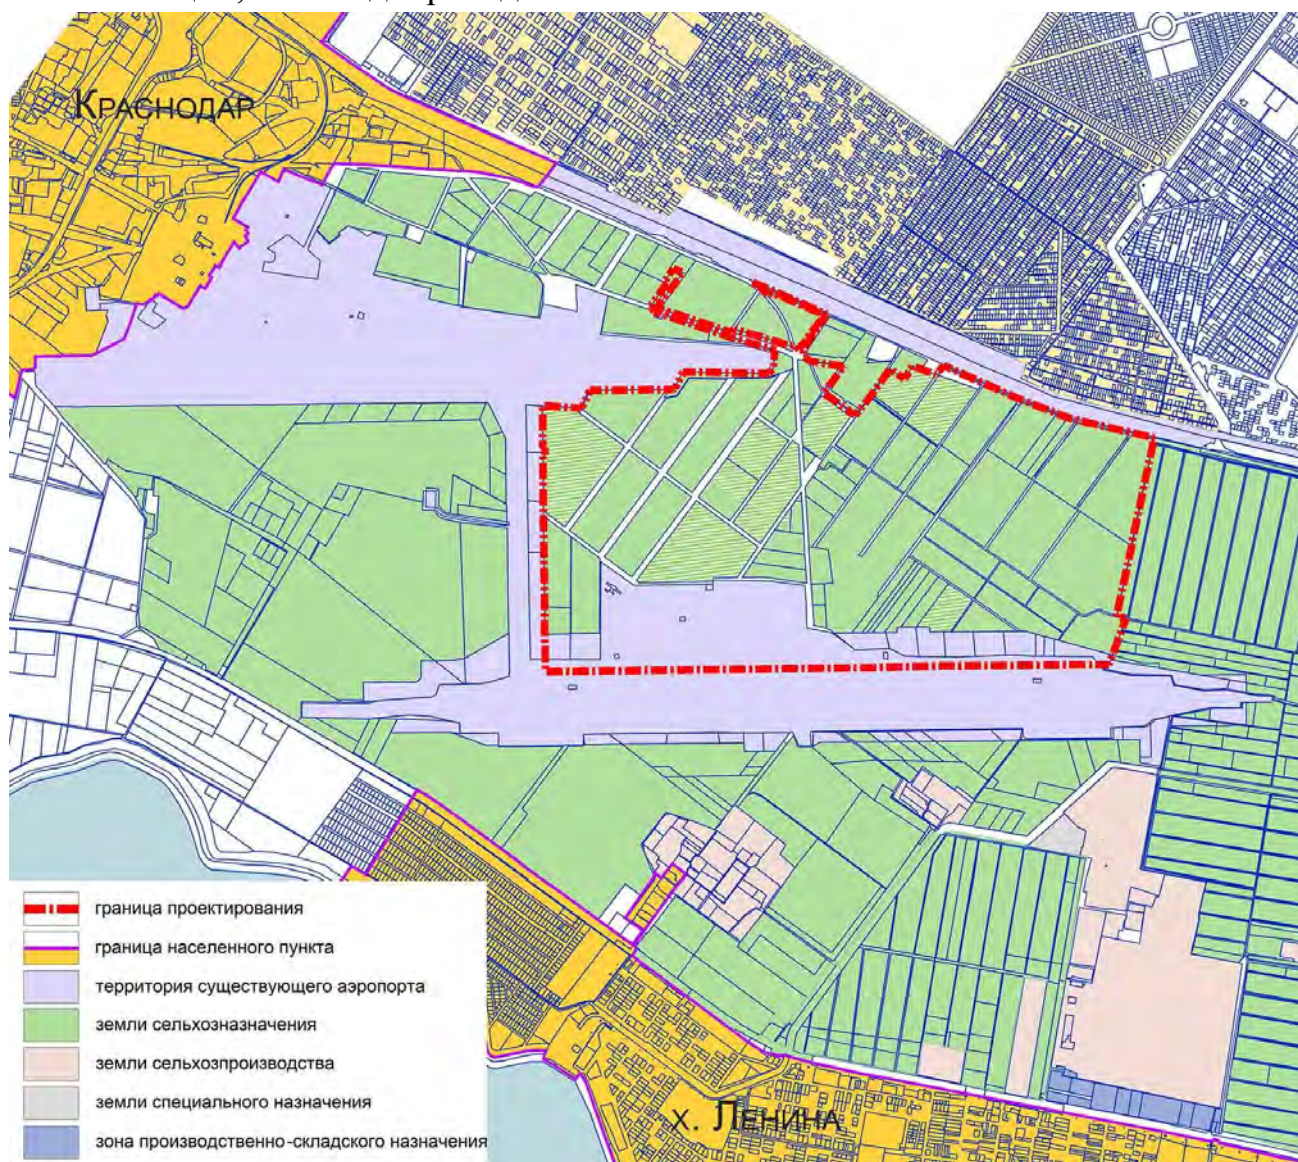 Краснодар
граница проектирования
граница населенного пункта
территория существующего аэропорта
земли сельхозназначения
земли сельхозпроизводства
земли специального назначения
зона производственно-складского назначения
х. Ленина